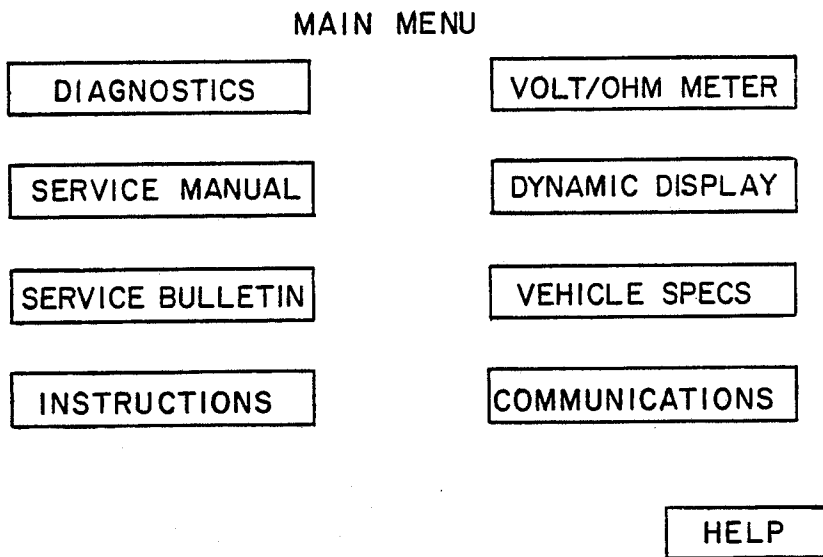 MAIN MENU
DIAGNOSTICS
VOLT/OHM METER
SERVICE MANUAL
DYNAMIC DISPLAY
SERVICE BULLETIN
VEHICLE SPECS
INSTRUCTIONS
COMMUNICATIONS
HELP